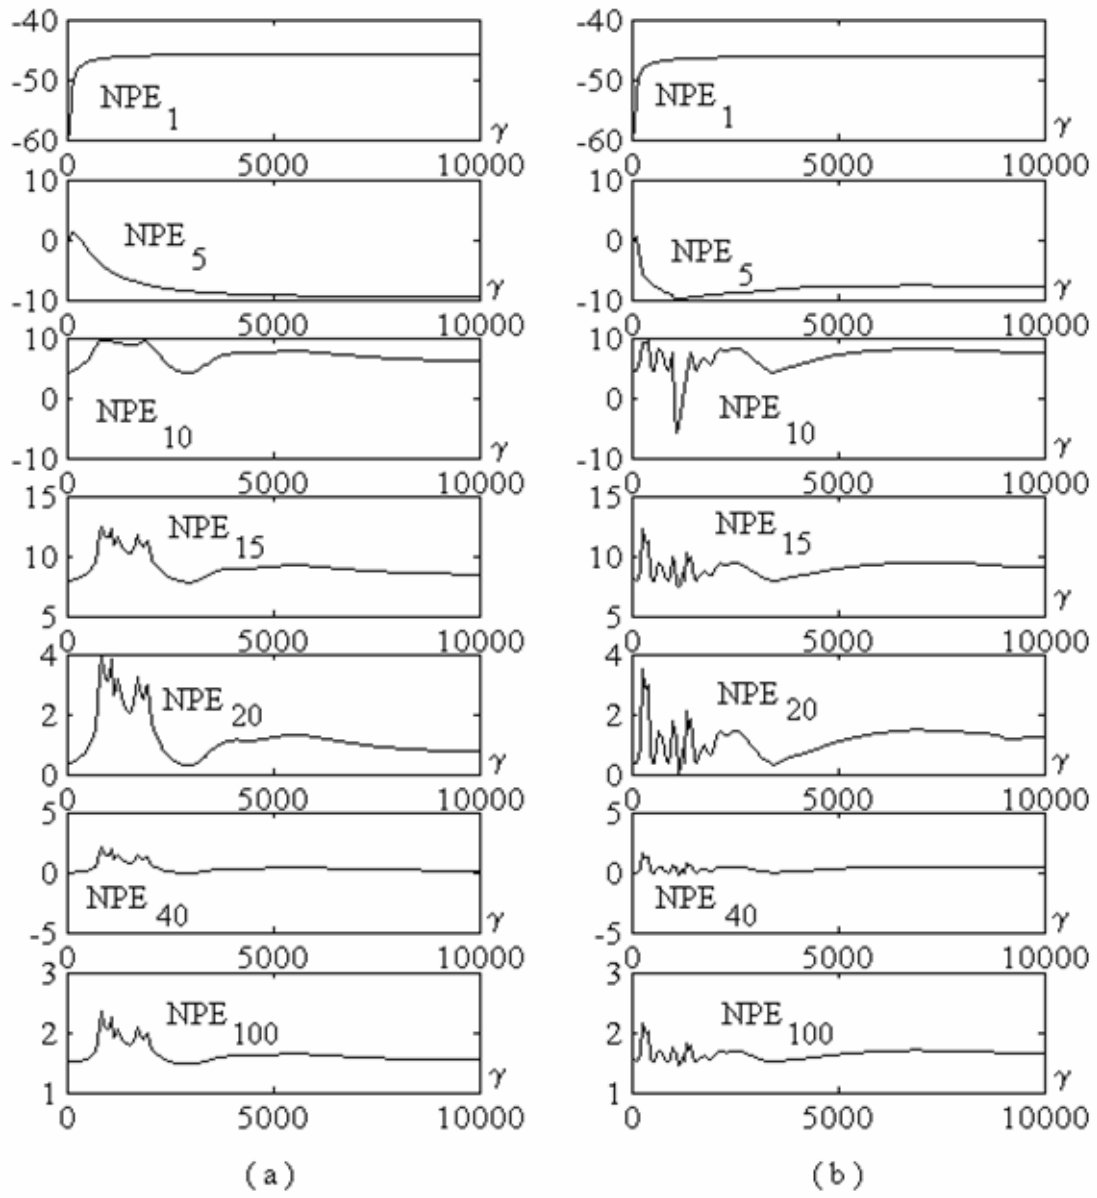 -40 -40
-50 NPE 1 -50 NPE 1
-60 γ -60 γ
0 5000 10000 0 5000 10000
10 10
0 NPE 5 0 NPE 5
-10 γ -10 γ
0 5000 10000 0 5000 10000
10 10
0 NPE 10 0 NPE 10
-10 γ -10 γ
0 5000 10000 0 5000 10000
15 15
10 NPE 15 10 NPE 15
5 γ 5 γ
0 5000 10000 0 5000 10000
4 4
2 NPE 20 2 NPE 20
0 γ 0 γ
0 5000 10000 0 5000 10000
5 5
0 NPE 40 0 NPE 40
-5 γ -5 γ
0 5000 10000 0 5000 10000
3 3
2 NPE 100 2 NPE 100
1 γ 1 γ
0 5000 10000 0 5000 10000
( a ) ( b )